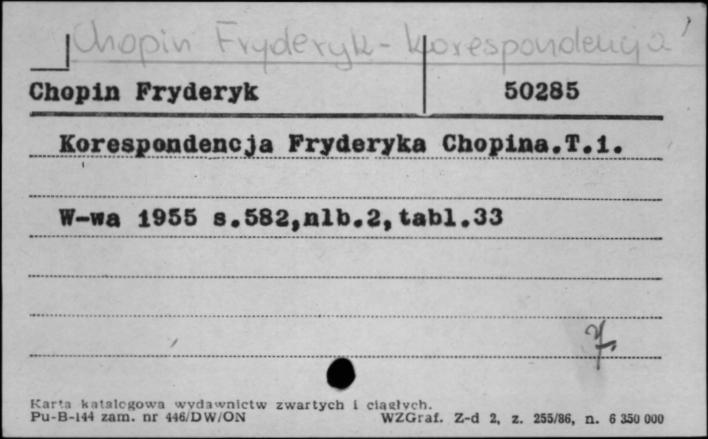 Chopin Fryderyk - korespondencja
Chopin Fryderyk 50285
Korespondencja Fryderyka Chopina.T.1.
W-wa 1955 s.582,nlb.2,tabl.33
Karta katalogowa wydawnictw zwartych i ciągłych.
Pu-B-144 zam. nr 446/DW/ON WZGraf. Z-d 2, z. 255/86, n. 6 350 000